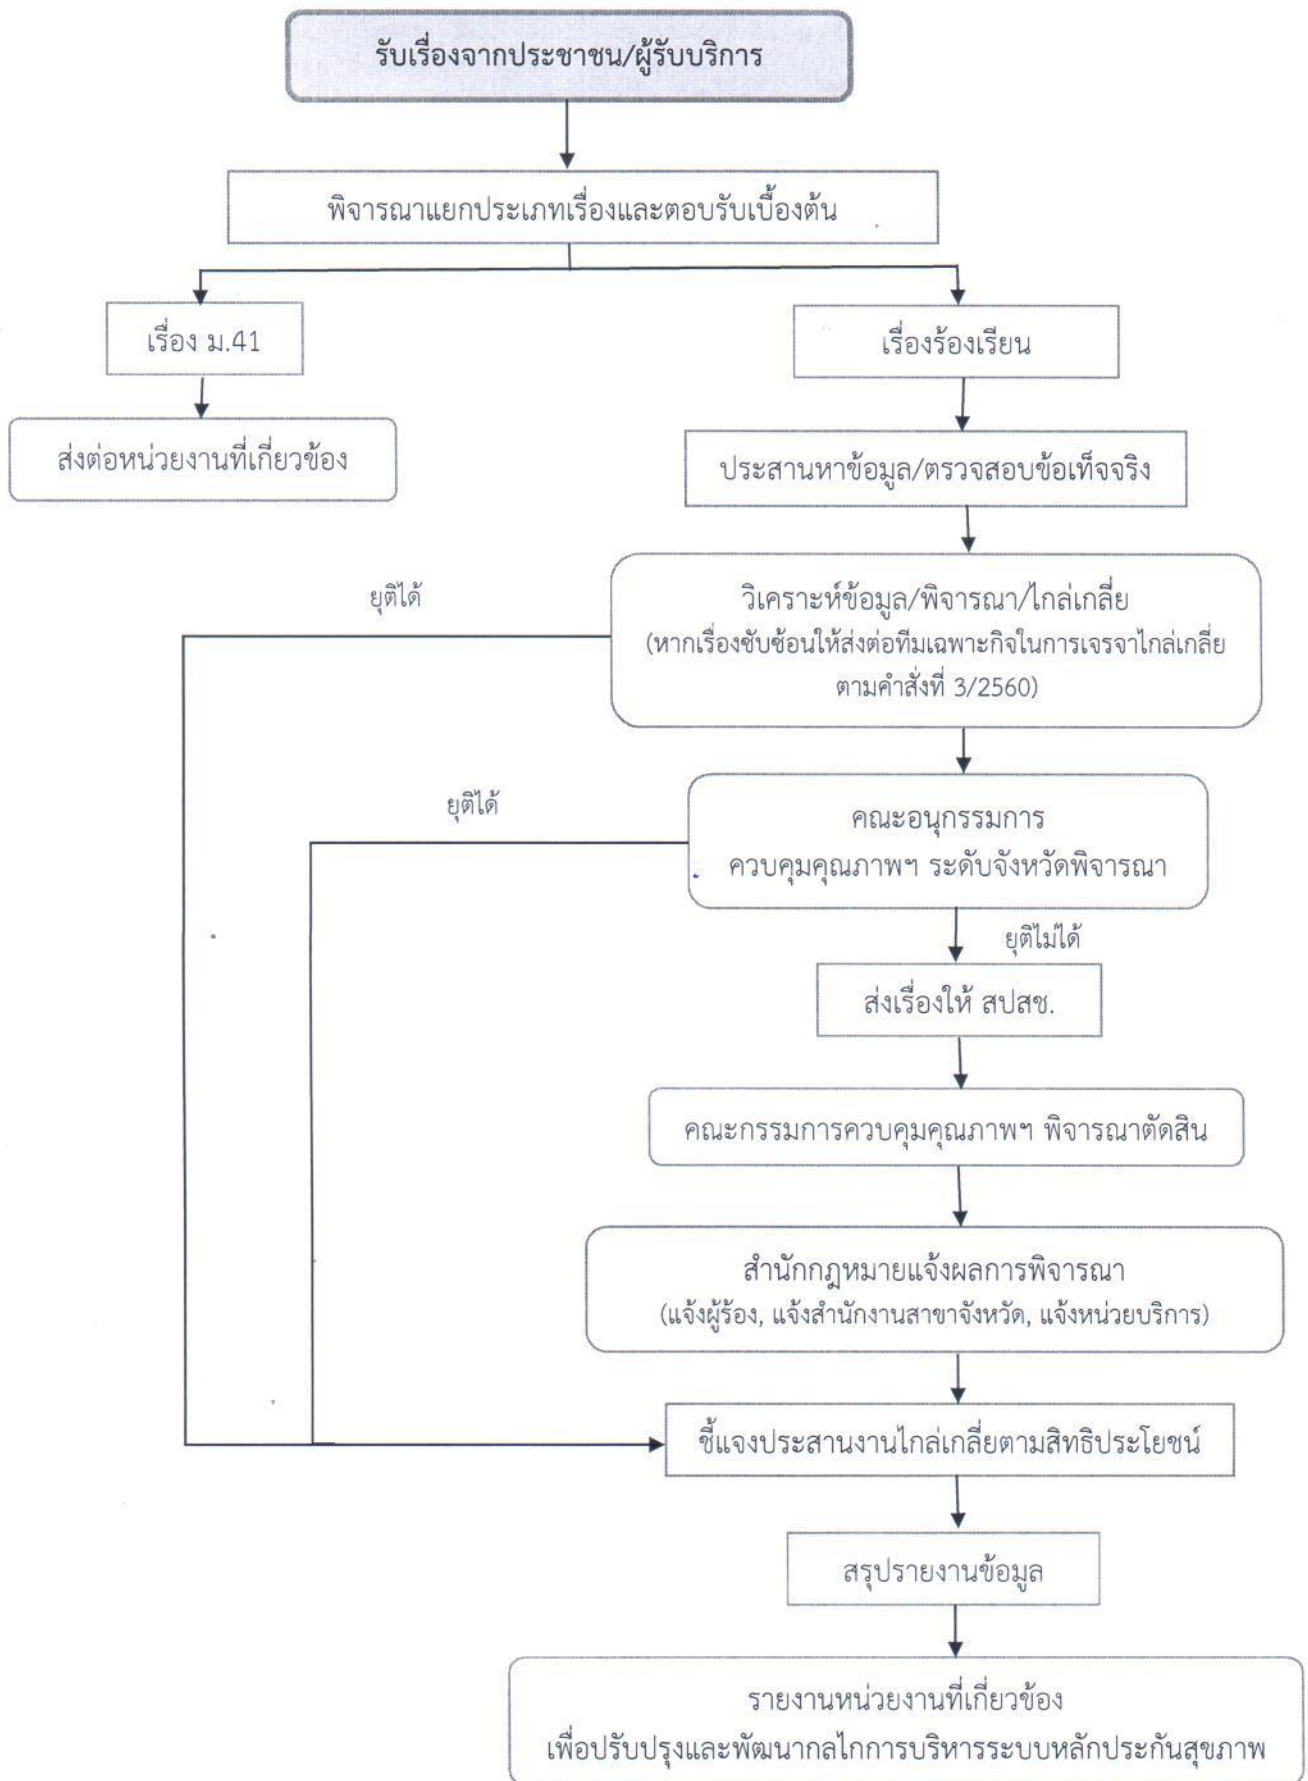 รับเรื่องจากประชาชน/ผู้รับบริการ
พิจารณาแยกประเภทเรื่องและตอบรับเบื้องต้น
เรื่อง ม.41
เรื่องร้องเรียน
ส่งต่อหน่วยงานที่เกี่ยวข้อง
ประสานหาข้อมูล/ตรวจสอบข้อเท็จจริง
ยุติได้
วิเคราะห์ข้อมูล/พิจารณา/ไกล่เกลี่ย
(หากเรื่องซับซ้อนให้ส่งต่อทีมเฉพาะกิจในการเจรจาไกล่เกลี่ย
ตามคำสั่งที่ 3/2560)
ยุติได้
คณะอนุกรรมการ
ควบคุมคุณภาพฯ ระดับจังหวัดพิจารณา
ยุติไม่ได้
ส่งเรื่องให้ สปสช.
คณะกรรมการควบคุมคุณภาพฯ พิจารณาตัดสิน
สำนักกฎหมายแจ้งผลการพิจารณา
(แจ้งผู้ร้อง, แจ้งสำนักงานสาขาจังหวัด, แจ้งหน่วยบริการ)
ชี้แจงประสานงานไกล่เกลี่ยตามสิทธิประโยชน์
สรุปรายงานข้อมูล
รายงานหน่วยงานที่เกี่ยวข้อง
เพื่อปรับปรุงและพัฒนากลไกการบริหารระบบหลักประกันสุขภาพ